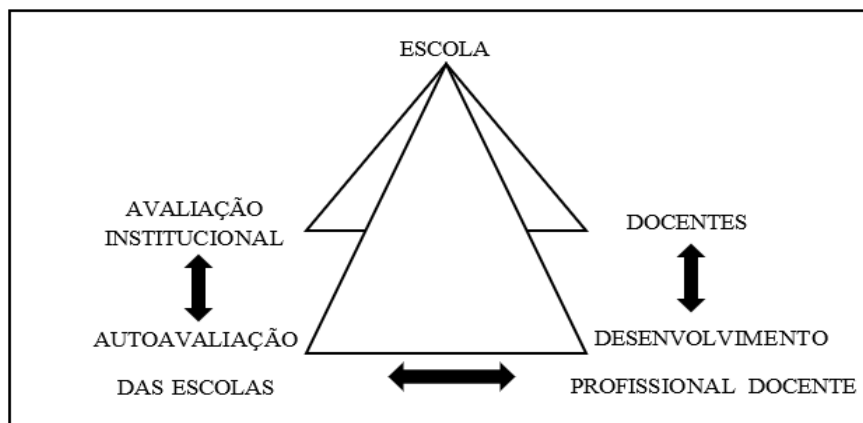 ESCOLA
AVALIAÇÃO
INSTITUCIONAL
DOCENTES
AUTOAVALIAÇÃO
DAS ESCOLAS
DESENVOLVIMENTO
PROFISSIONAL DOCENTE